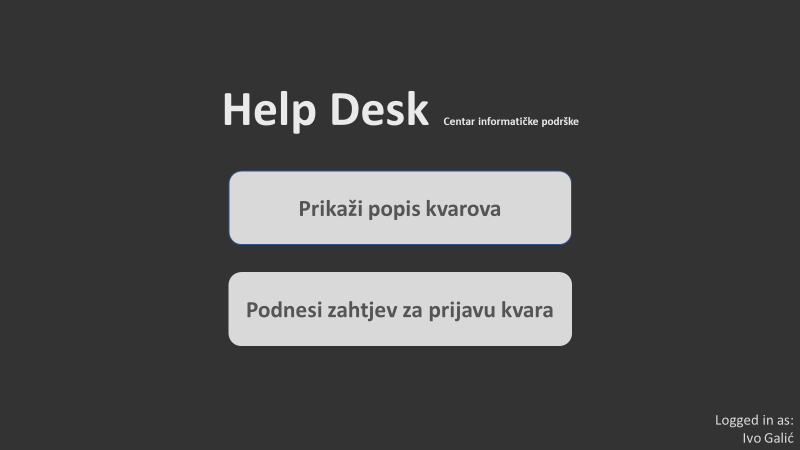 Help Desk Centar informatičke podrške
Prikaži popis kvarova
Podnesi zahtjev za prijavu kvara
Logged in as:
Ivo Galić